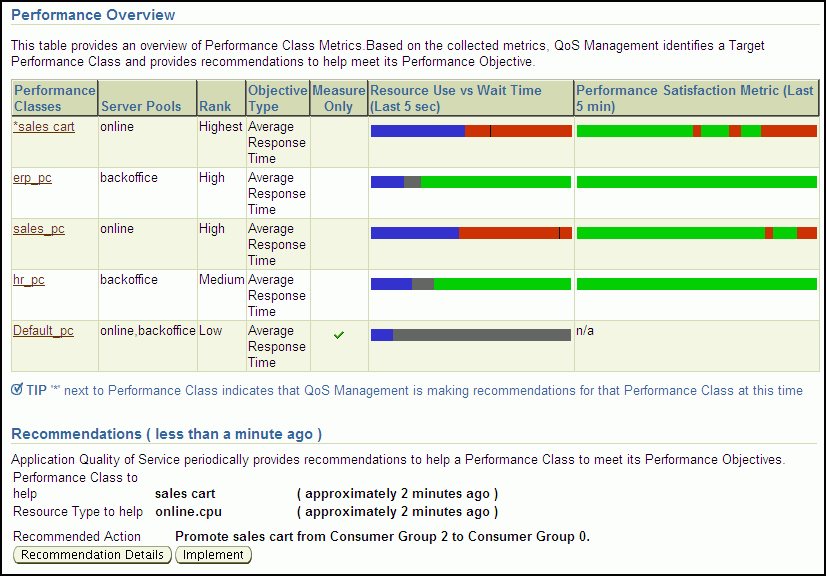 Performance Overview
This table provides an overview of Performance Class Metrics.Based on the collected metrics, QoS Management identifies a Target
Performance Class and provides recommendations to help meet its Performance Objective.
Performance Classes Server Pools Rank Objective Type Measure Only Resource Use vs Wait Time (Last 5 sec) Performance Satisfaction Metric (Last 5 min)
*sales cart online Highest Average Response Time
erp_pc backoffice High Average Response Time
sales_pc online High Average Response Time
hr_pc backoffice Medium Average Response Time
Default_pc online,backoffice Low Average Response Time n/a
TIP '*' next to Performance Class indicates that QoS Management is making recommendations for that Performance Class at this time
Recommendations ( less than a minute ago )
Application Quality of Service periodically provides recommendations to help a Performance Class to meet its Performance Objectives.
Performance Class to
help sales cart ( approximately 2 minutes ago )
Resource Type to help online.cpu ( approximately 2 minutes ago )
Recommended Action Promote sales cart from Consumer Group 2 to Consumer Group 0.
Recommendation Details Implement